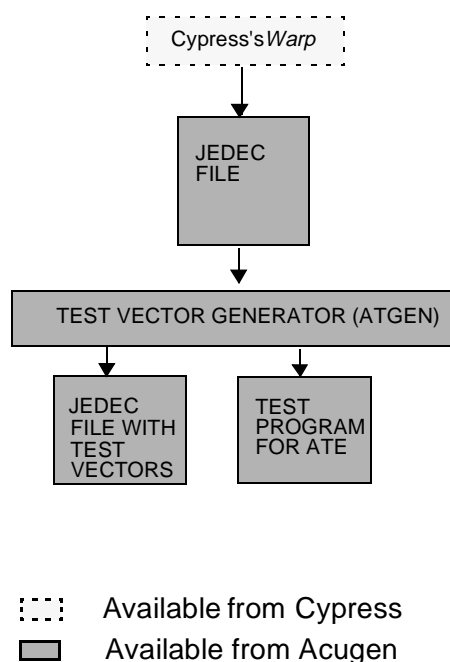 Cypress's Warp
JEDEC
FILE
TEST VECTOR GENERATOR (ATGEN)
JEDEC
FILE WITH
TEST
VECTORS
TEST
PROGRAM
FOR ATE
Available from Cypress
Available from Acugen